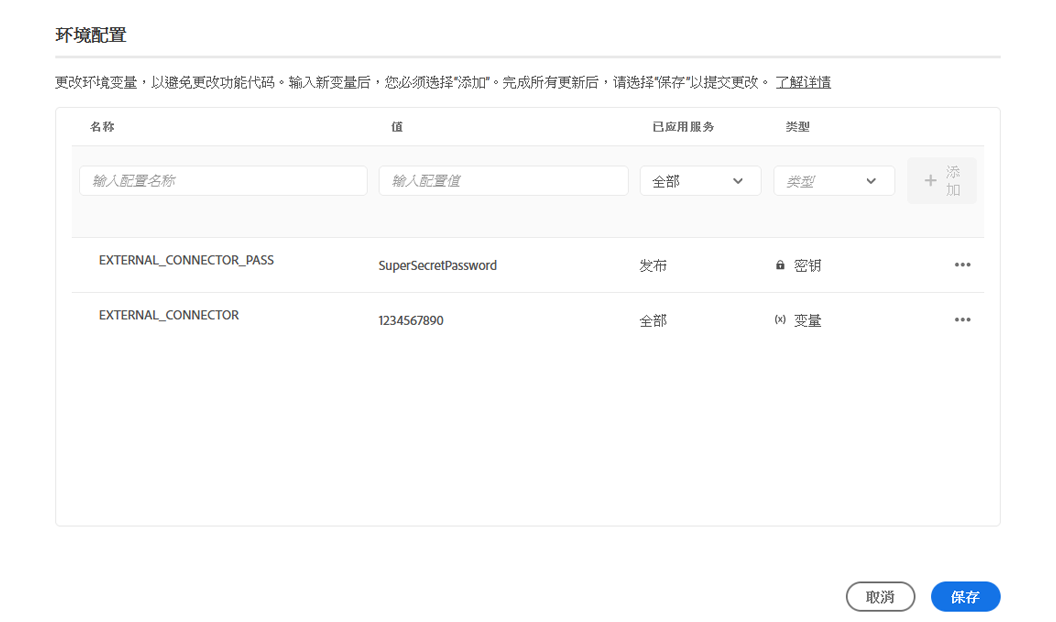 环境配置
更改环境变量，以避免更改功能代码。输入新变量后，您必须选择"添加"。完成所有更新后，请选择"保存"以提交更改。 了解详情
名称 值 已应用服务 类型
输入配置名称 输入配置值 全部 类型 + 添加
EXTERNAL_CONNECTOR_PASS SuperSecretPassword 发布 密钥 •••
EXTERNAL_CONNECTOR 1234567890 全部 (x) 变量 •••
取消 保存